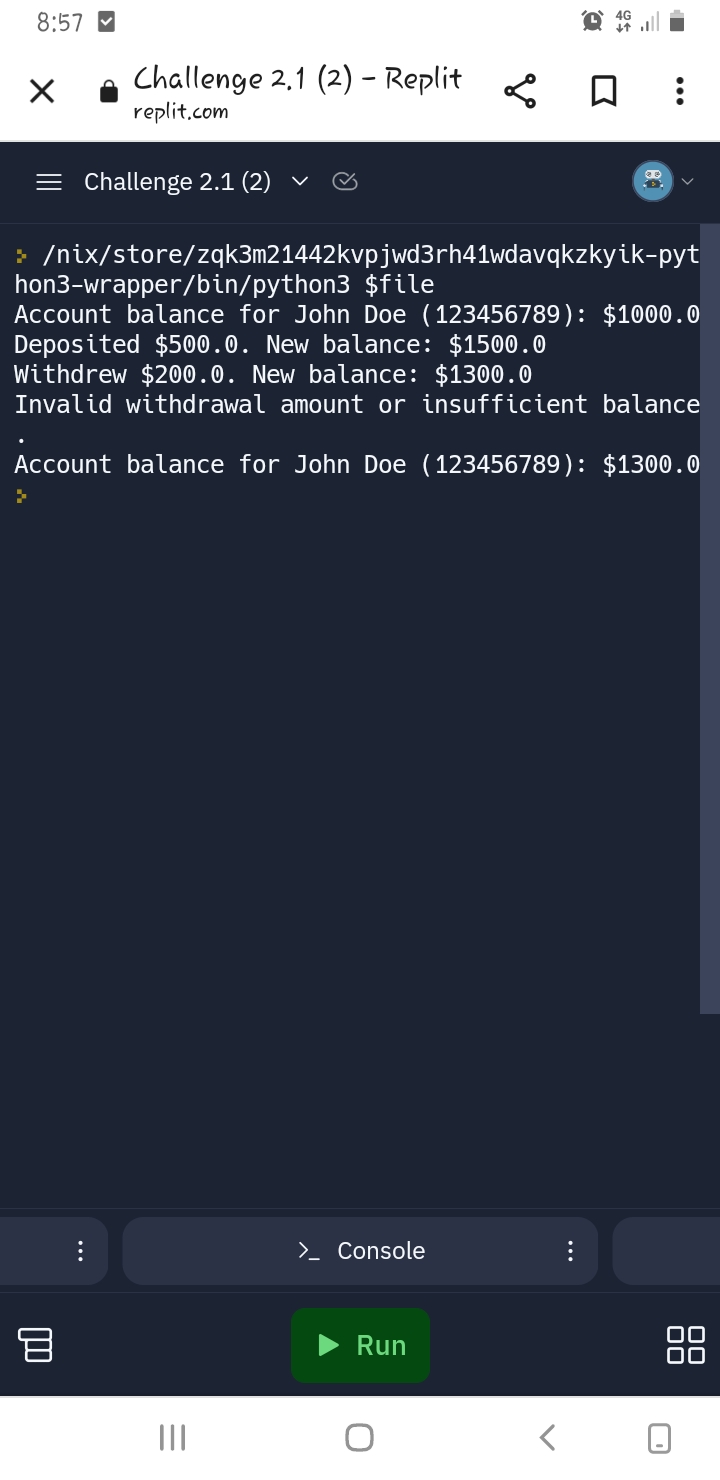 8:57
4G
Challenge 2.1 (2) – Replit
replit.com
Challenge 2.1 (2)
/nix/store/zqk3m21442kvpjwd3rh41wdavqkzkyik-pyt
hon3-wrapper/bin/python3 $file
Account balance for John Doe (123456789): $1000.0
Deposited $500.0. New balance: $1500.0
Withdrew $200.0. New balance: $1300.0
Invalid withdrawal amount or insufficient balance
.
Account balance for John Doe (123456789): $1300.0
Console
Run